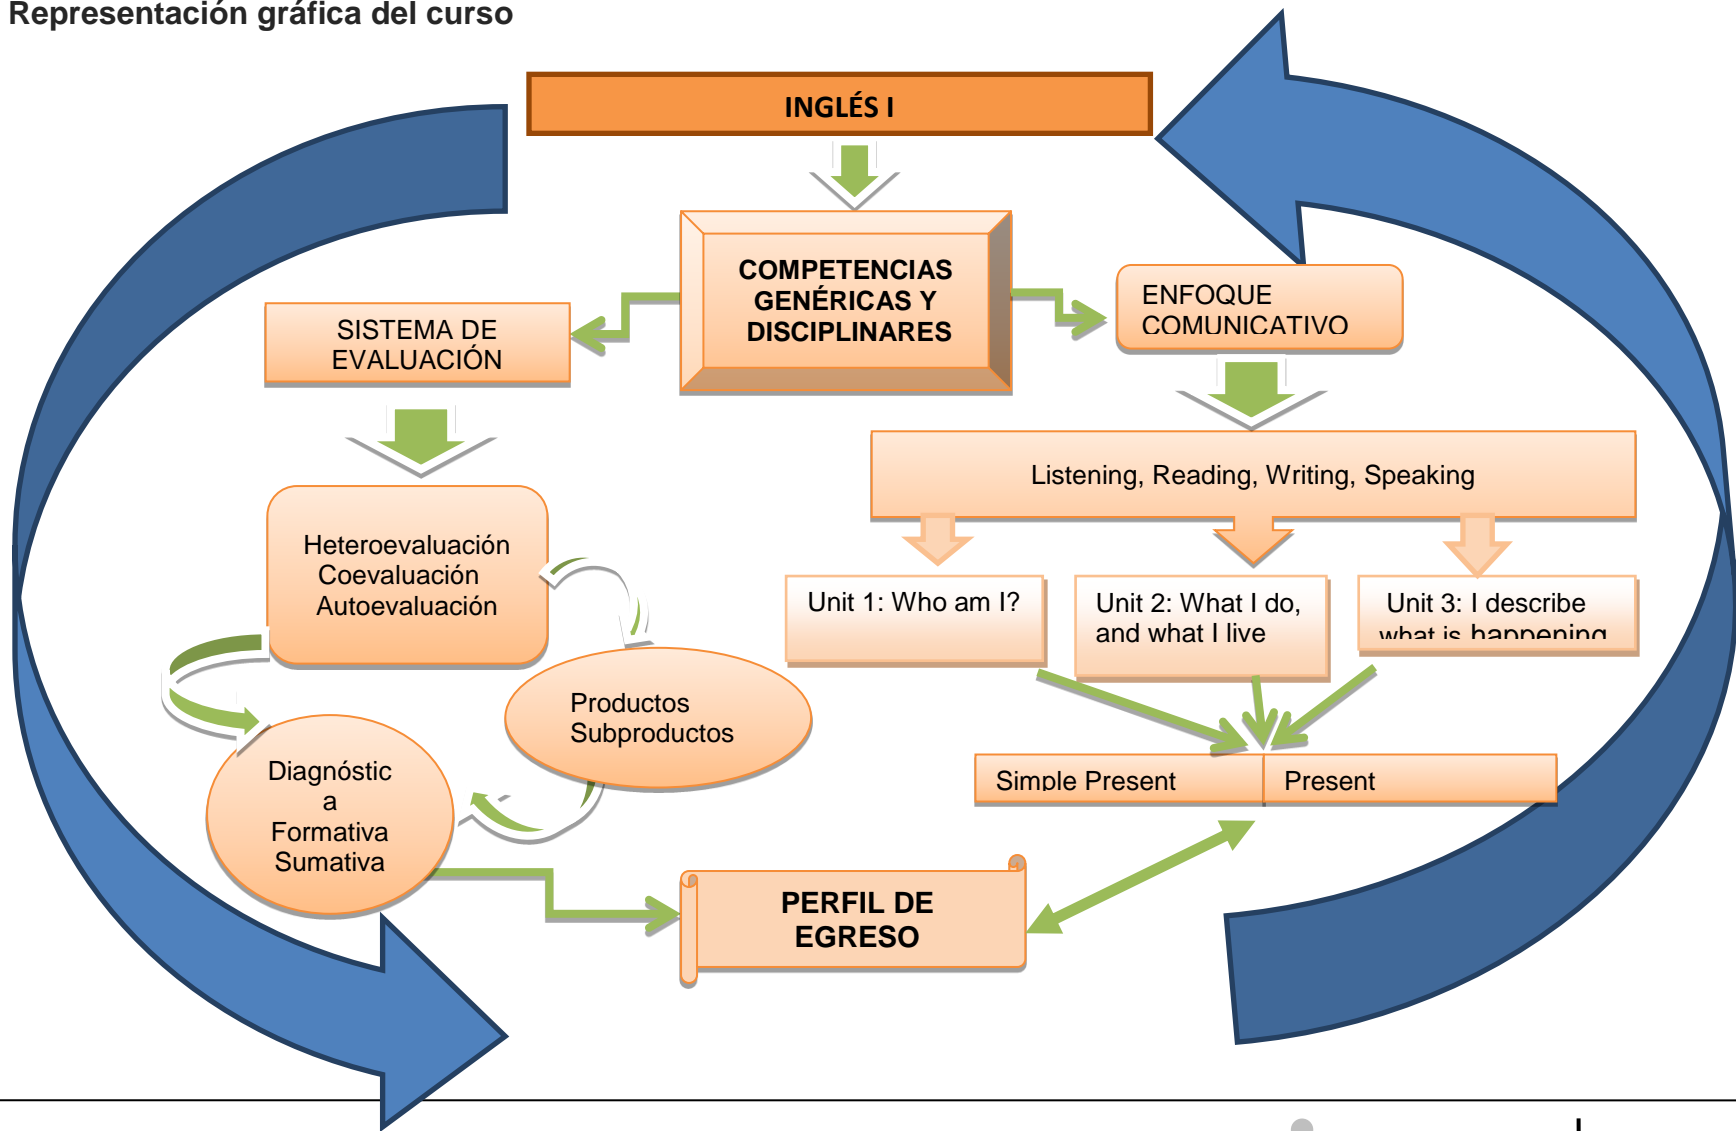 Representación gráfica del curso
INGLÉS I
COMPETENCIAS
GENÉRICAS Y
DISCIPLINARES
ENFOQUE
COMUNICATIVO
SISTEMA DE
EVALUACIÓN
Listening, Reading, Writing, Speaking
Heteroevaluación
Coevaluación
Autoevaluación
Unit 1: Who am I?
Unit 2: What I do,
and what I live
Unit 3: I describe
what is happening
Productos
Subproductos
Diagnóstic
a
Formativa
Sumativa
Simple Present
Present
PERFIL DE
EGRESO